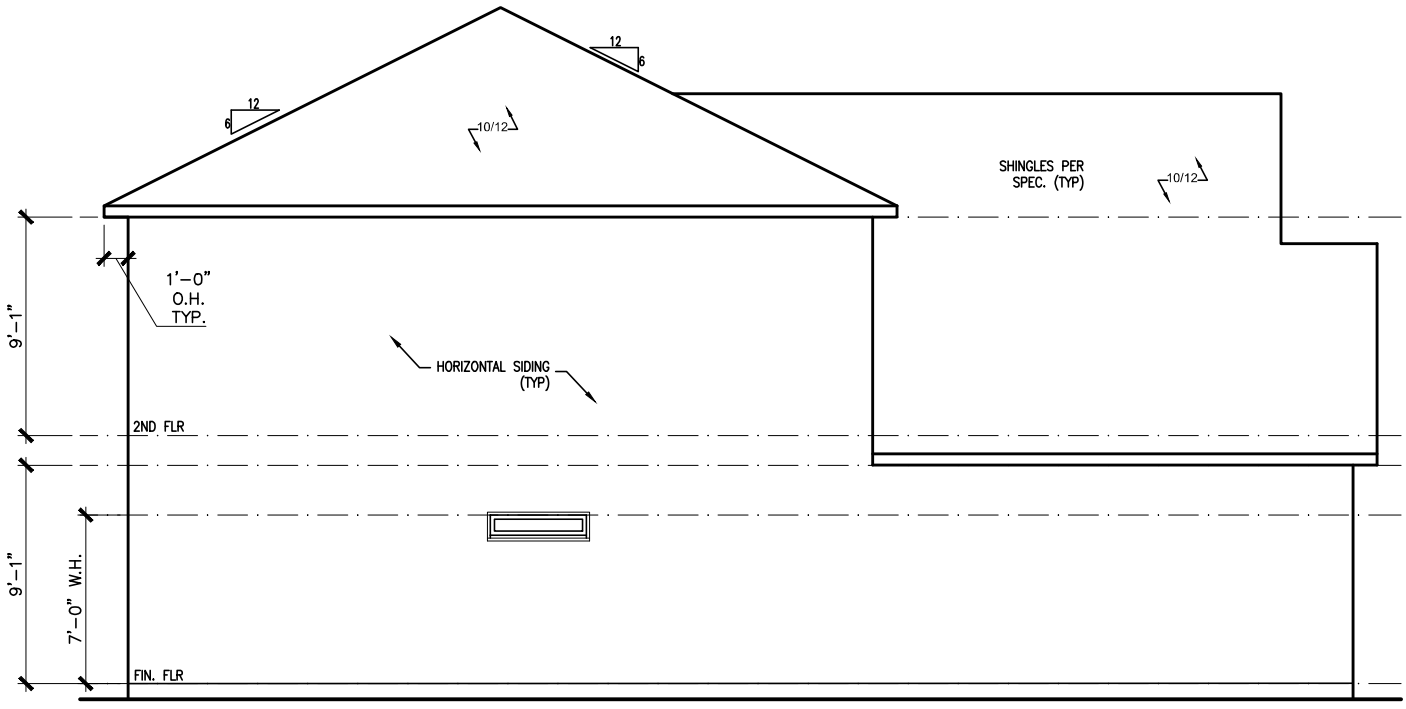 12
6
12
6
10/12
SHINGLES PER
SPEC. (TYP)
10/12
1'-0"
O.H.
TYP.
9'-1"
HORIZONTAL SIDING
(TYP)
2ND FLR
9'-1"
7'-0" W.H.
FIN. FLR